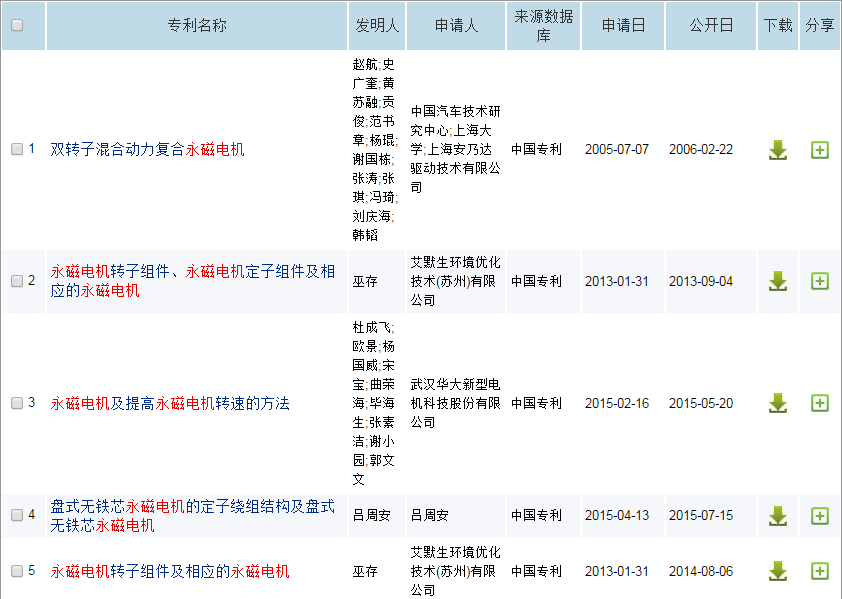 专利名称 发明人 申请人 来源数据库 申请日 公开日 下载 分享
1 双转子混合动力复合永磁电机
赵航;史
广奎;黄
苏融;贡
俊;范书
章;杨琨;
谢国栋;
张涛;张
琪;冯琦;
刘庆海;
韩韬
中国汽车技术研
究中心;上海大
学;上海安乃达
驱动技术有限公
司
中国专利 2005-07-07 2006-02-22
2 永磁电机转子组件、永磁电机定子组件及相
应的永磁电机
巫存
艾默生环境优化
技术(苏州)有限
公司
中国专利 2013-01-31 2013-09-04
3 永磁电机及提高永磁电机转速的方法
杜成飞;
欧景;杨
国威;宋
宝;曲荣
海;毕海
生;张素
洁;谢小
园;郭文
文
武汉华大新型电
机科技股份有限
公司
中国专利 2015-02-16 2015-05-20
4 盘式无铁芯永磁电机的定子绕组结构及盘式
无铁芯永磁电机
吕周安 吕周安 中国专利 2015-04-13 2015-07-15
5 永磁电机转子组件及相应的永磁电机
巫存
艾默生环境优化
技术(苏州)有限
公司
中国专利 2013-01-31 2014-08-06